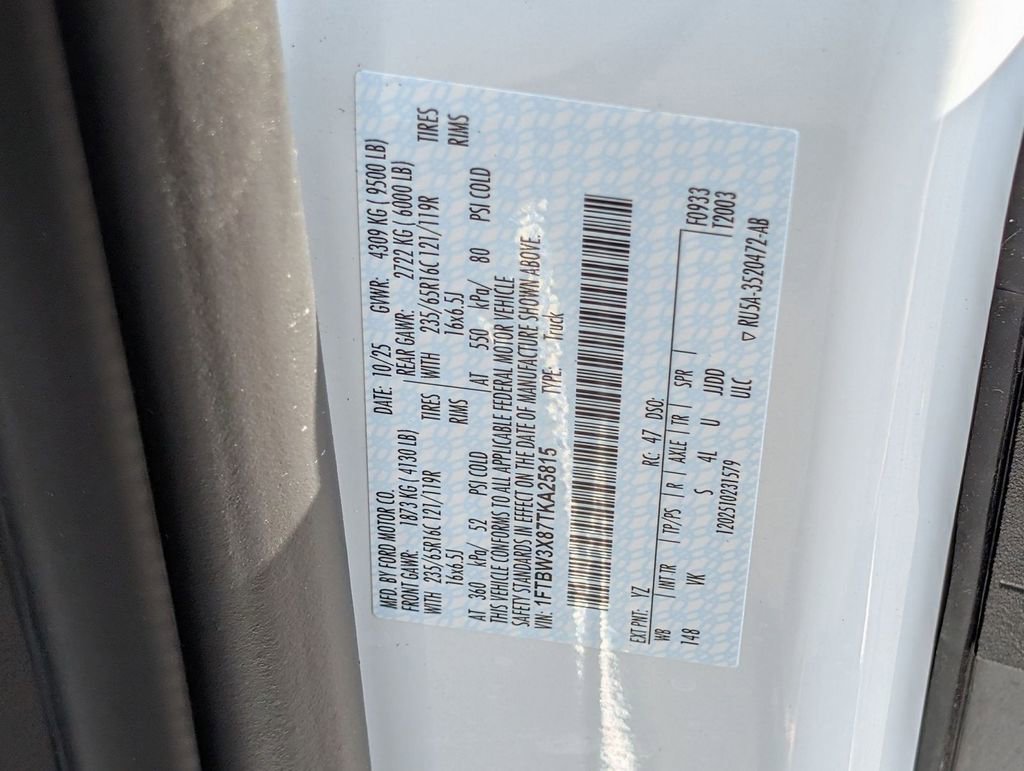 MFD. BY FORD MOTOR CO. DATE: 10/25 GVWR: 4309 KG ( 9500 LB)
FRONT GAWR: 1873 KG ( 4130 LB) REAR GAWR: 2722 KG ( 6000 LB)
WITH 235/65R16C 121/119R TIRES WITH 235/65R16C 121/119R TIRES
16x6.5J RIMS 16x6.5J RIMS
AT 360 kPa/ 52 PSI COLD AT 550 kPa/ 80 PSI COLD
THIS VEHICLE CONFORMS TO ALL APPLICABLE FEDERAL MOTOR VEHICLE
SAFETY STANDARDS IN EFFECT ON THE DATE OF MANUFACTURE SHOWN ABOVE.
VIN: 1FTBW3X87TKA25815 TYPE: Truck
EXT PNT: YZ RC: 47 DSO:
WB INT TR TP/PS R AXLE TR SPR F0933
148 VK S 4L U JJDD T2003
1202510231579 ULC
▽ RU5A-3520472-AB